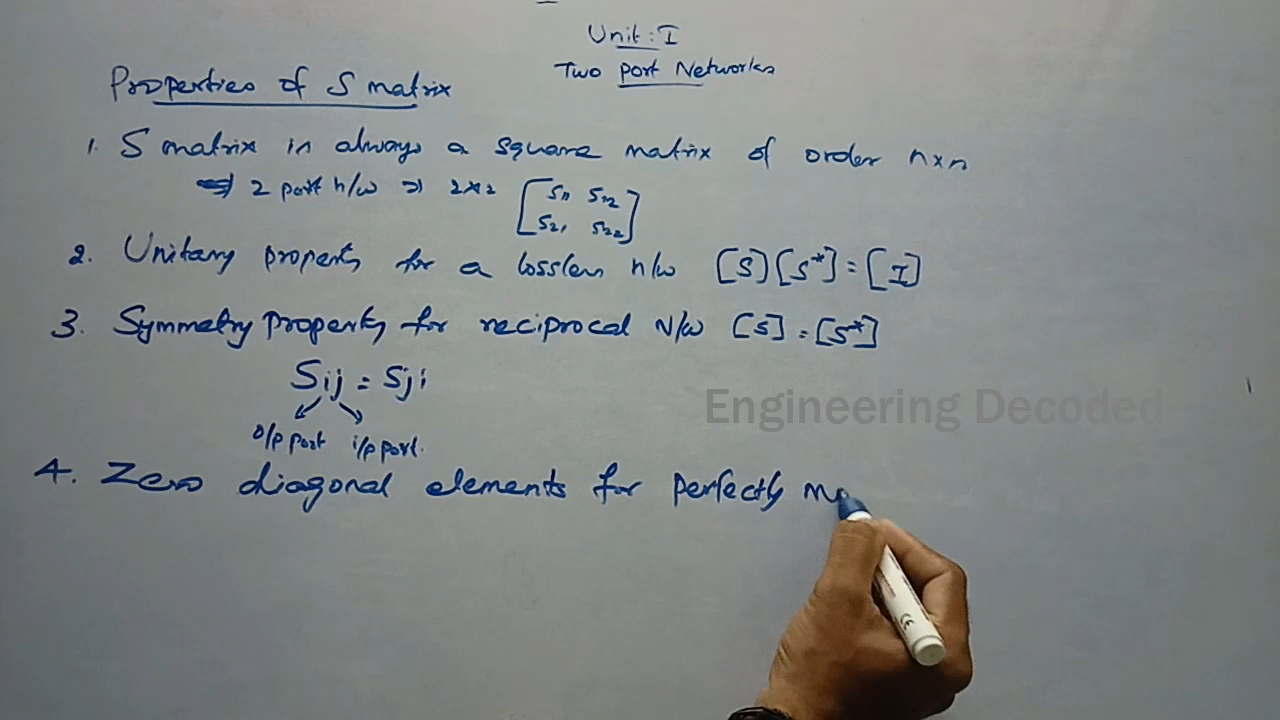 Unit: I
Two Port Networks
Properties of S matrix
1. S matrix is always a square matrix of order n×n
⇒ 2 port n/w ⇒ 2×2 [S11 S12
S21 S22]
2. Unitary property for a lossless n/w [S][S*] = [I]
3. Symmetry Property for reciprocal N/W [S] = [S*]
Sij = Sji
O/p port i/p port.
Engineering Decoded
4. Zero diagonal elements for perfectly ma